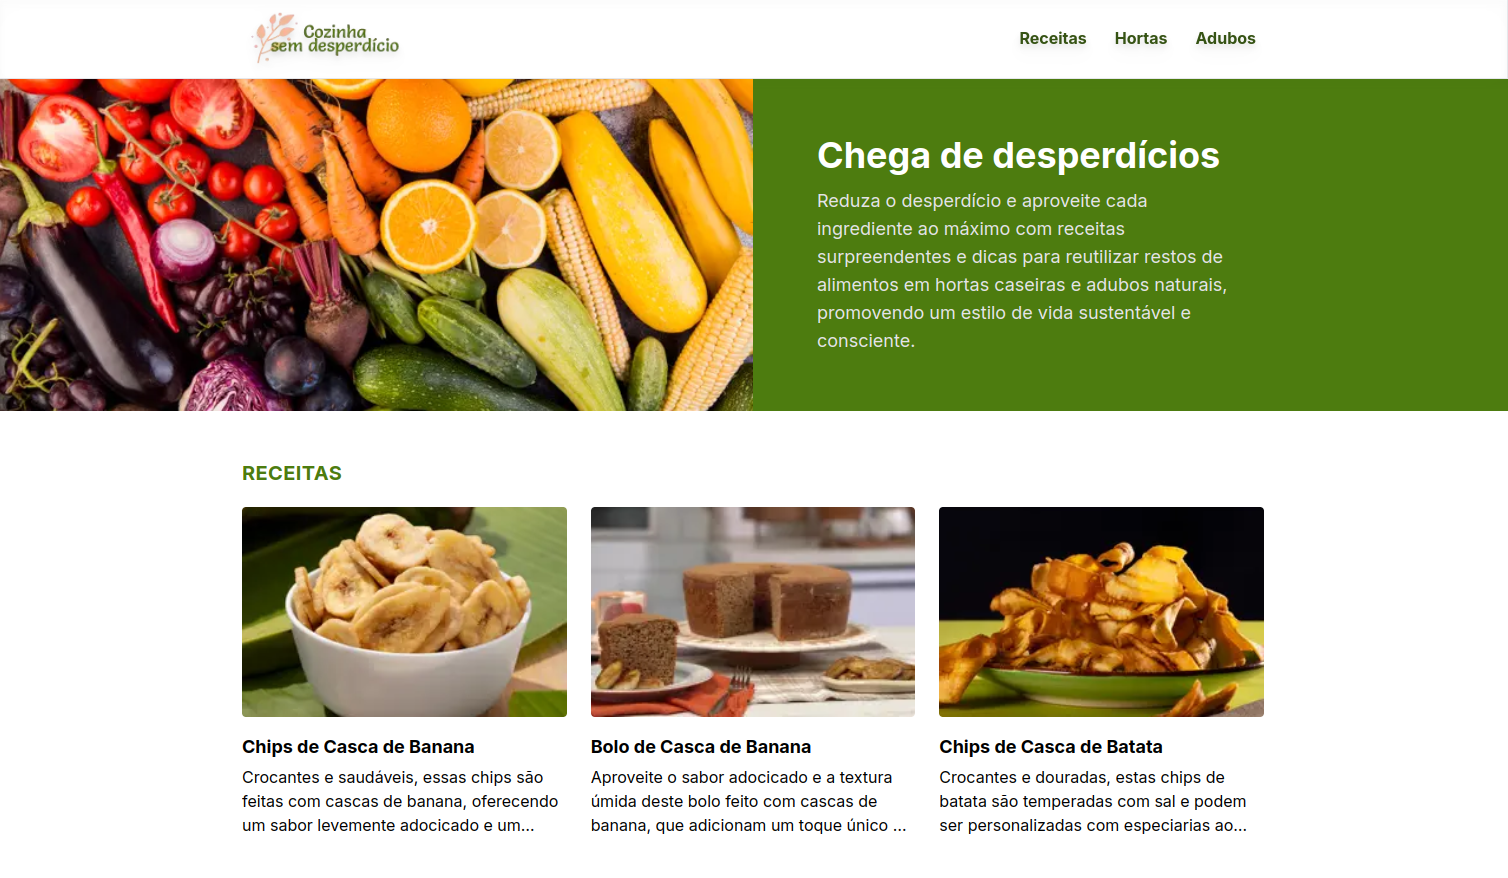 Cozinha
sem desperdício
Receitas Hortas Adubos
Chega de desperdícios
Reduza o desperdício e aproveite cada
ingrediente ao máximo com receitas
surpreendentes e dicas para reutilizar restos de
alimentos em hortas caseiras e adubos naturais,
promovendo um estilo de vida sustentável e
consciente.
RECEITAS
Chips de Casca de Banana
Crocantes e saudáveis, essas chips são
feitas com cascas de banana, oferecendo
um sabor levemente adocicado e um...
Bolo de Casca de Banana
Aproveite o sabor adocicado e a textura
úmida deste bolo feito com cascas de
banana, que adicionam um toque único ...
Chips de Casca de Batata
Crocantes e douradas, estas chips de
batata são temperadas com sal e podem
ser personalizadas com especiarias ao...